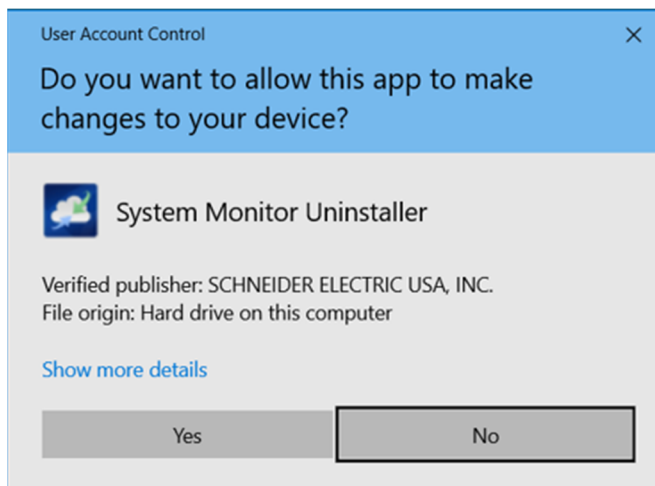 User Account Control
Do you want to allow this app to make
changes to your device?
System Monitor Uninstaller
Verified publisher: SCHNEIDER ELECTRIC USA, INC.
File origin: Hard drive on this computer
Show more details
Yes
No